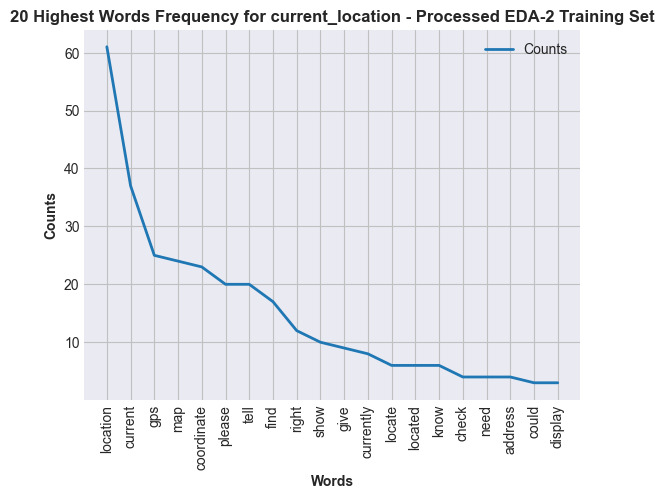 20 Highest Words Frequency for current_location - Processed EDA-2 Training Set
Counts
Counts
60
50
40
30
20
10
location
current
gps
map
coordinate
please
tell
find
right
show
give
currently
locate
located
know
check
need
address
could
display
Words